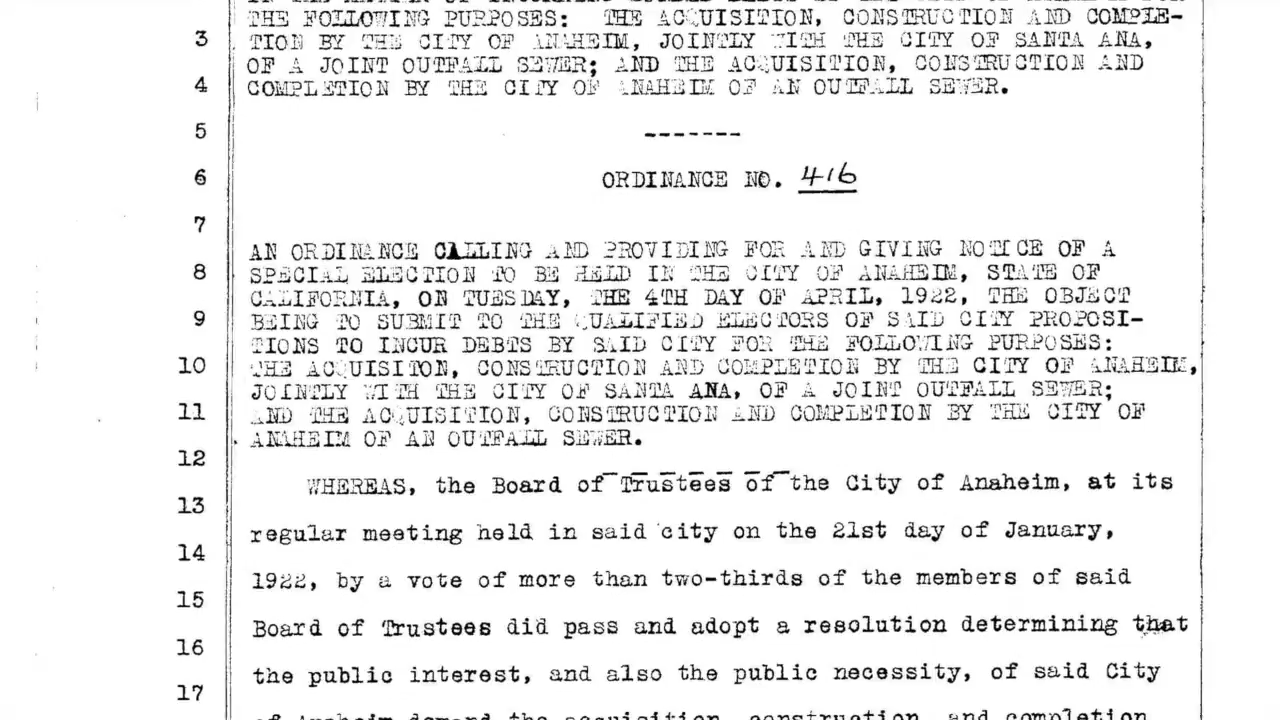 THE FOLLOWING PURPOSES: THE ACQUISITION, CONSTRUCTION AND COMPLE-
3 TION BY THE CITY OF ANAHEIM, JOINTLY WITH THE CITY OF SANTA ANA,
OF A JOINT OUTFALL SEWER; AND THE ACQUISITION, CONSTRUCTION AND
4 COMPLETION BY THE CITY OF ANAHEIM OF AN OUTFALL SEWER.
5 -------
6 ORDINANCE NO. 416
7
AN ORDINANCE CALLING AND PROVIDING FOR AND GIVING NOTICE OF A
8 SPECIAL ELECTION TO BE HELD IN THE CITY OF ANAHEIM, STATE OF
CALIFORNIA, ON TUESDAY, THE 4TH DAY OF APRIL, 1922, THE OBJECT
9 BEING TO SUBMIT TO THE QUALIFIED ELECTORS OF SAID CITY PROPOSI-
TIONS TO INCUR DEBTS BY SAID CITY FOR THE FOLLOWING PURPOSES:
10 THE ACQUISITON, CONSTRUCTION AND COMPLETION BY THE CITY OF ANAHEIM,
JOINTLY WITH THE CITY OF SANTA ANA, OF A JOINT OUTFALL SEWER;
11 AND THE ACQUISITION, CONSTRUCTION AND COMPLETION BY THE CITY OF
ANAHEIM OF AN OUTFALL SEWER.
12
WHEREAS, the Board of Trustees of the City of Anaheim, at its
13
regular meeting held in said city on the 21st day of January,
14
1922, by a vote of more than two-thirds of the members of said
15
Board of Trustees did pass and adopt a resolution determining that
16
the public interest, and also the public necessity, of said City
17
of Anaheim demand the acquisition, construction, and completion